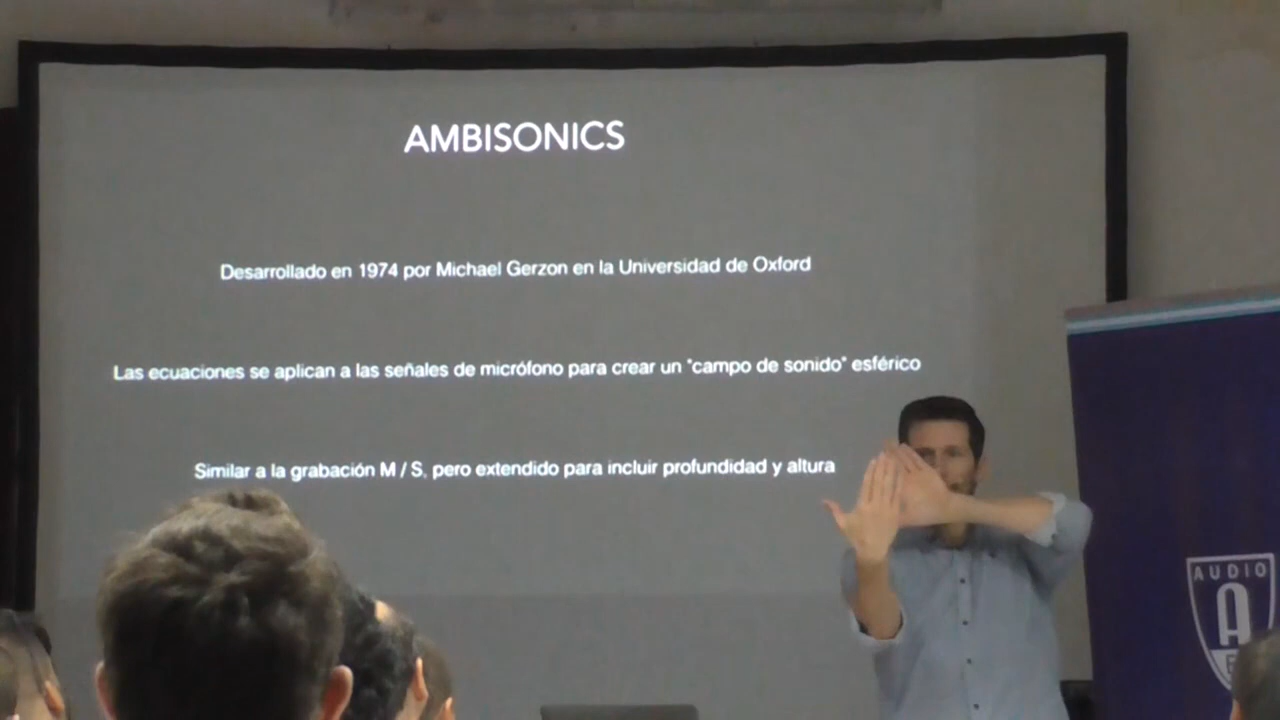 AMBISONICS
Desarrollado en 1974 por Michael Gerzon en la Universidad de Oxford
Las ecuaciones se aplican a las señales de micrófono para crear un "campo de sonido" esférico
Similar a la grabación M / S, pero extendido para incluir profundidad y altura
AUDIO
A
E